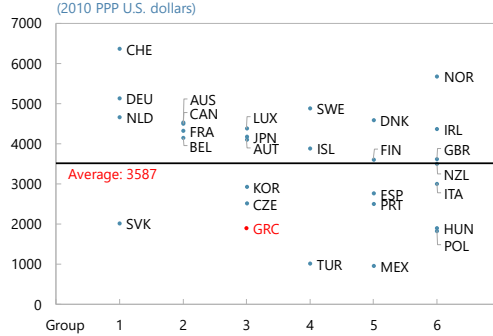 (2010 PPP U.S. dollars)
7000
CHE
NOR
6000
DEU
AUS
5000
NLD
CAN
LUX
SWE
DNK
IRL
FRA
JPN
4000
BEL
AUT
ISL
FIN
GBR
Average: 3587
NZL
3000
KOR
ESP
ITA
CZE
PRT
2000
SVK
GRC
HUN
POL
1000
TUR
MEX
0
Group 1 2 3 4 5 6